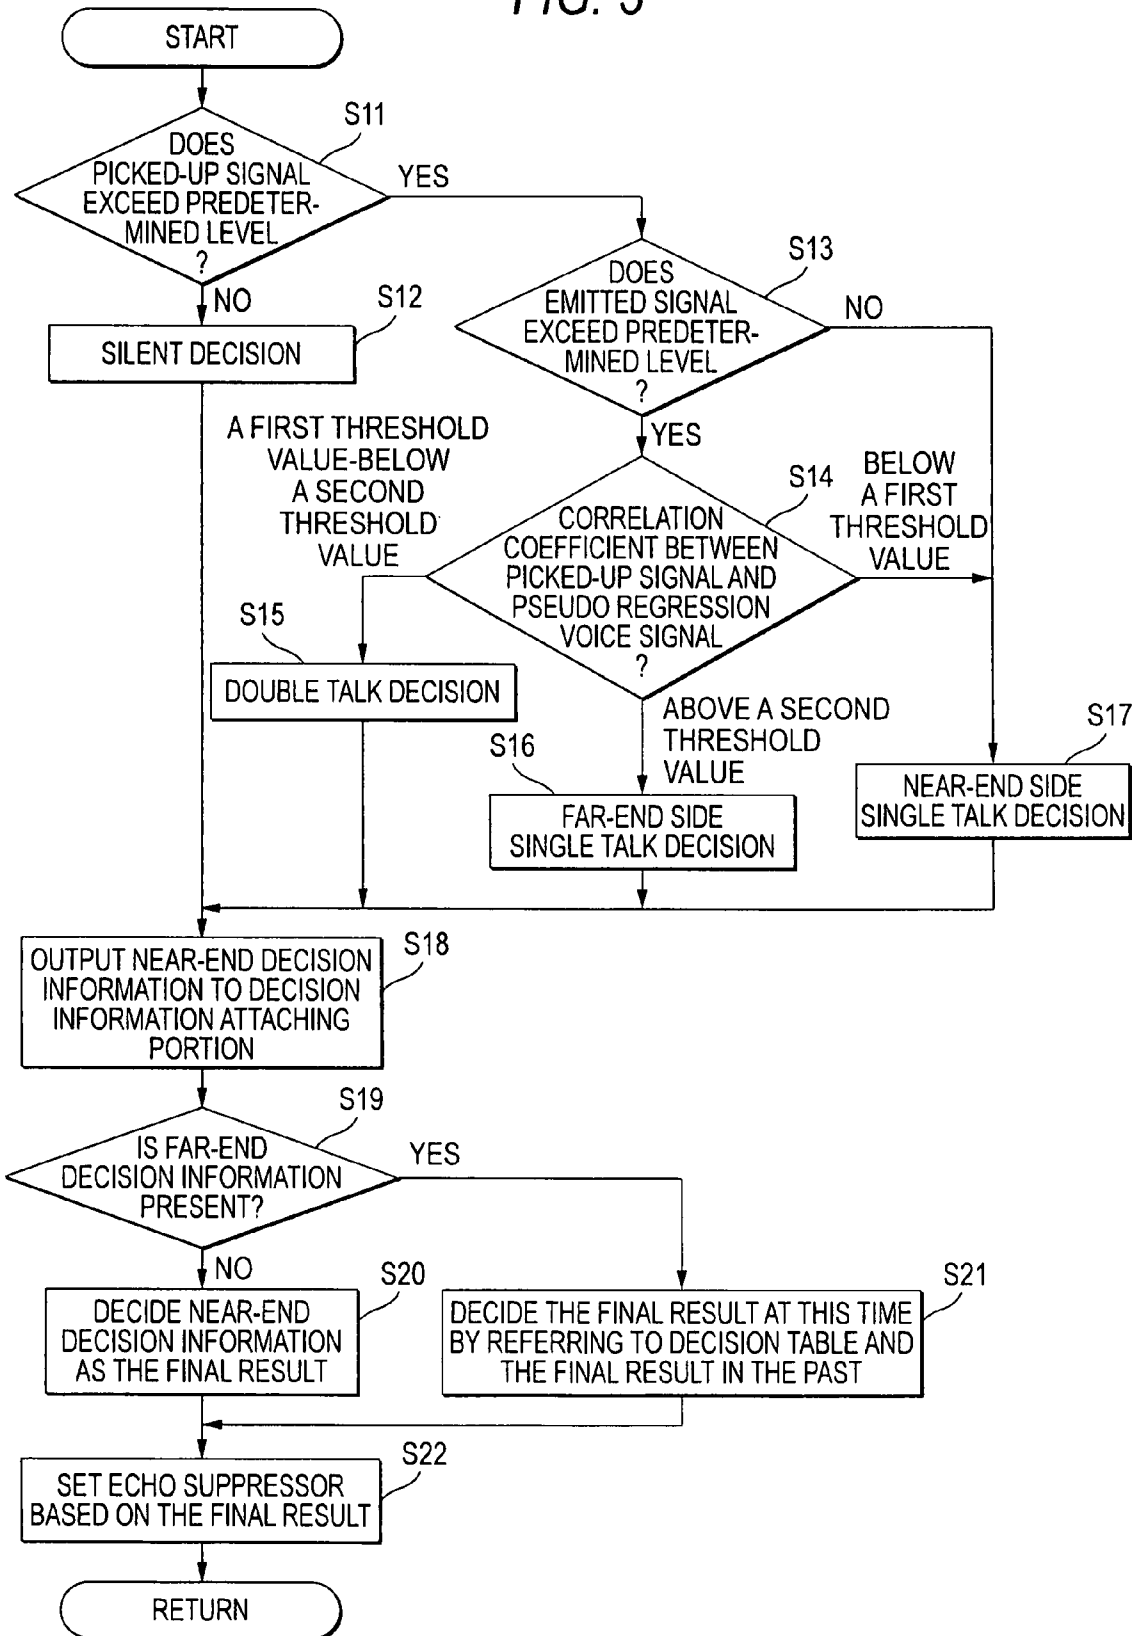 START
S11
DOES
PICKED-UP SIGNAL
EXCEED PREDETER-
MINED LEVEL
?
YES
NO
S12
SILENT DECISION
S13
DOES
EMITTED SIGNAL
EXCEED PREDETER-
MINED LEVEL
?
NO
YES
A FIRST THRESHOLD
VALUE-BELOW
A SECOND
THRESHOLD
VALUE
S14
BELOW
A FIRST
THRESHOLD
VALUE
CORRELATION
COEFFICIENT BETWEEN
PICKED-UP SIGNAL AND
PSEUDO REGRESSION
VOICE SIGNAL
?
S15
DOUBLE TALK DECISION
ABOVE A SECOND
THRESHOLD
VALUE
S16
FAR-END SIDE
SINGLE TALK DECISION
S17
NEAR-END SIDE
SINGLE TALK DECISION
S18
OUTPUT NEAR-END DECISION
INFORMATION TO DECISION
INFORMATION ATTACHING
PORTION
S19
IS FAR-END
DECISION INFORMATION
PRESENT?
YES
NO
S20
DECIDE NEAR-END
DECISION INFORMATION
AS THE FINAL RESULT
S21
DECIDE THE FINAL RESULT AT THIS TIME
BY REFERRING TO DECISION TABLE AND
THE FINAL RESULT IN THE PAST
S22
SET ECHO SUPPRESSOR
BASED ON THE FINAL RESULT
RETURN